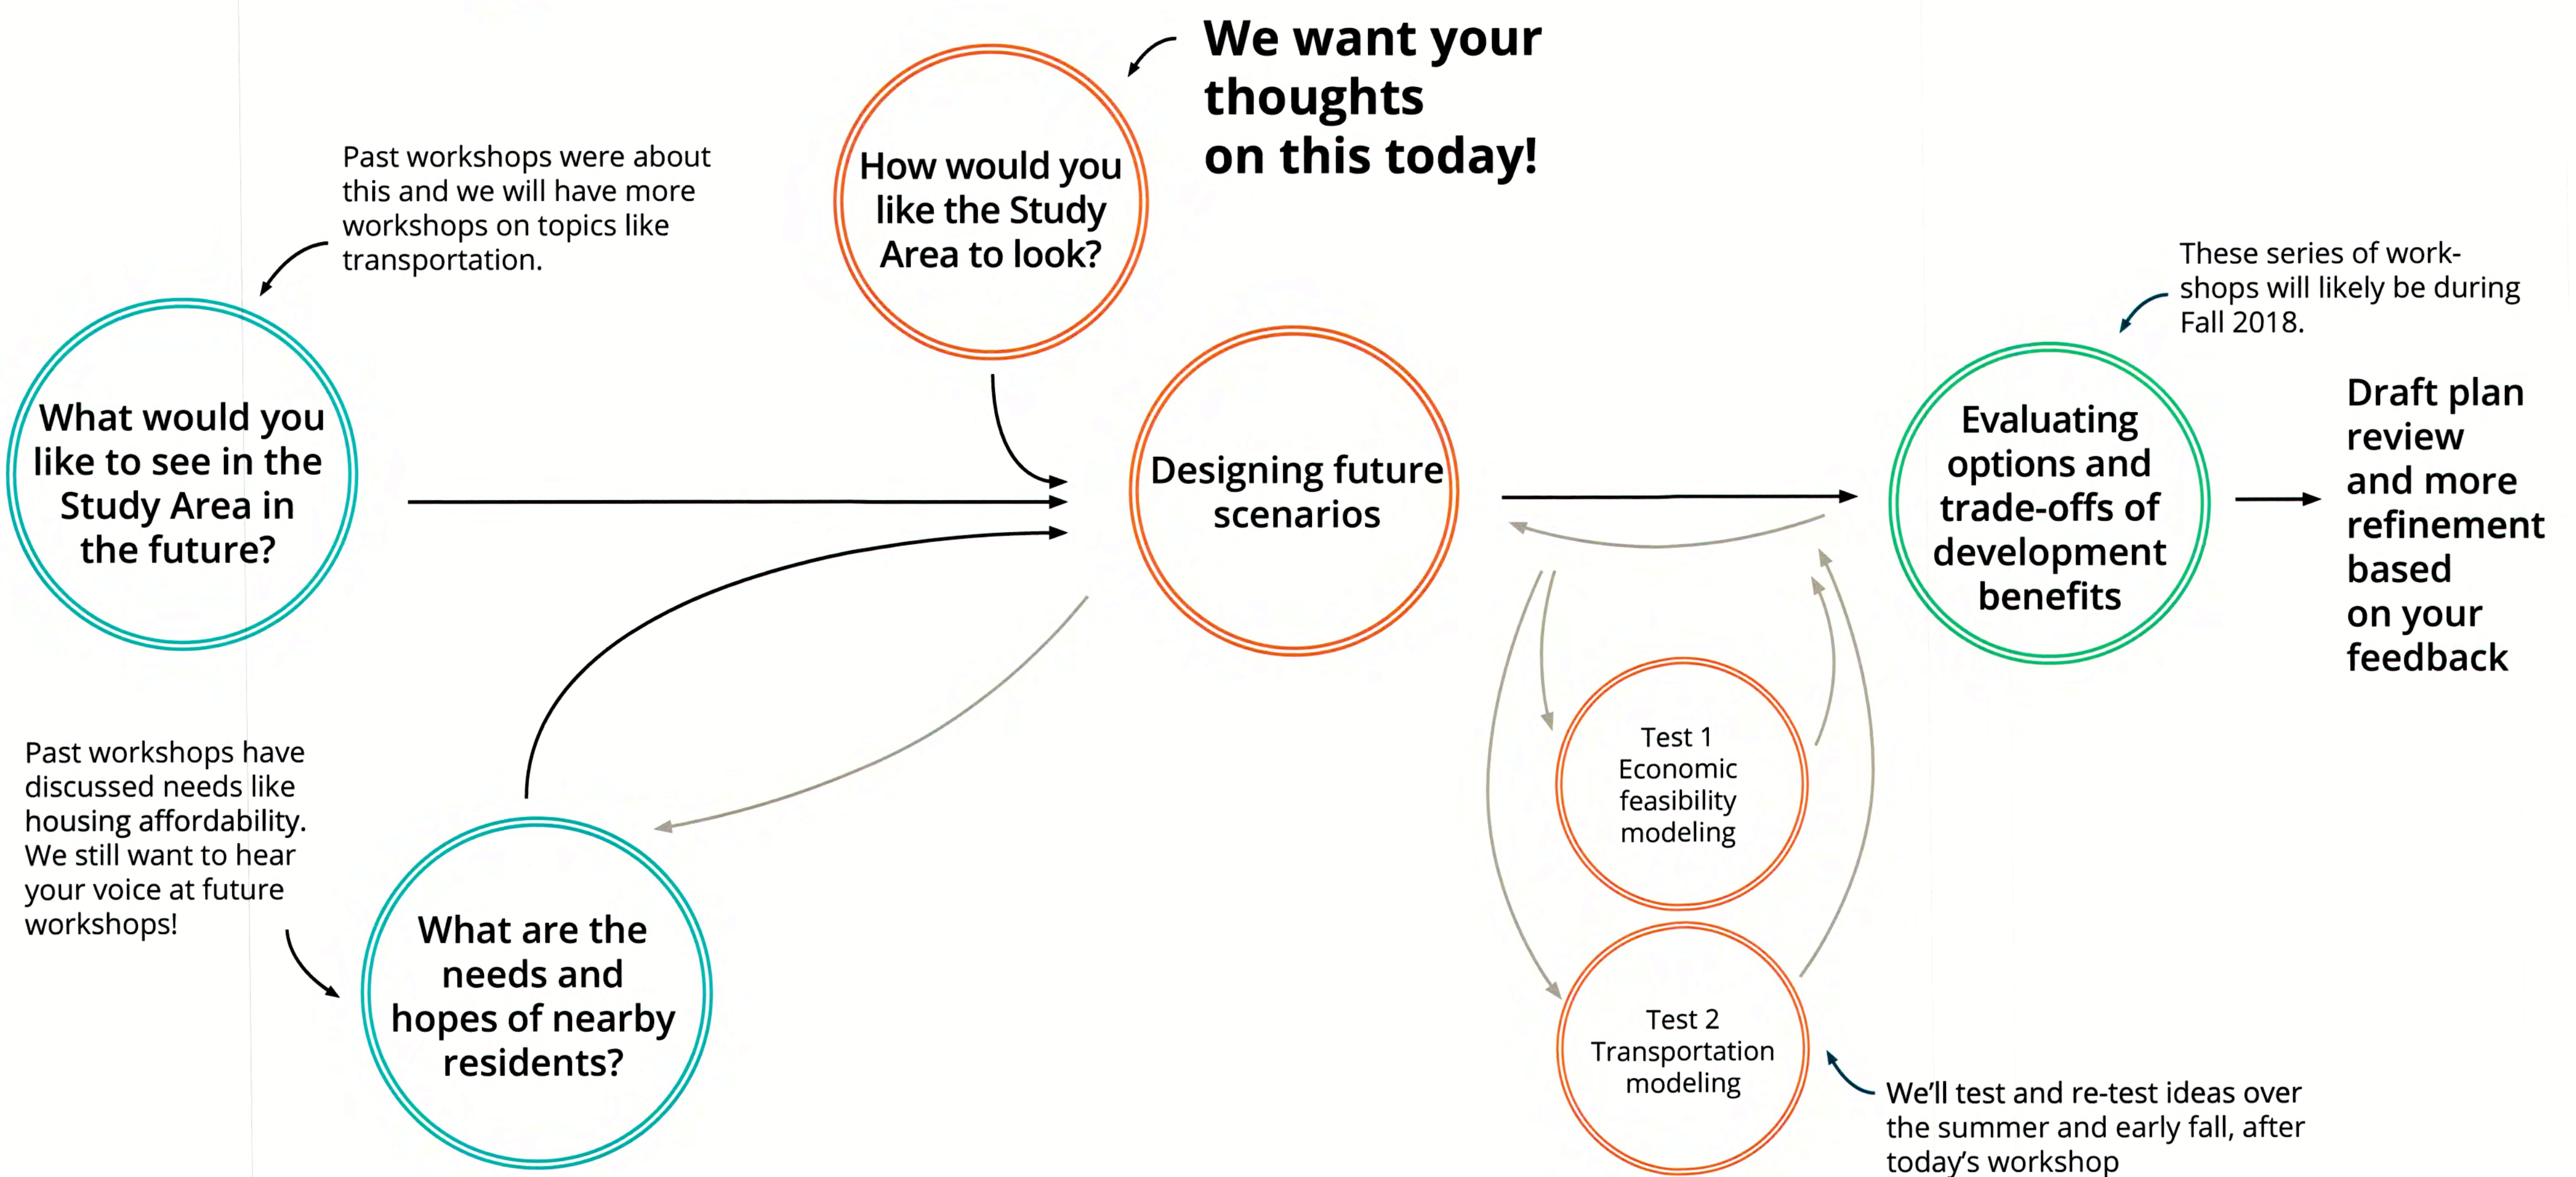 We want your
thoughts
on this today!
How would you
like the Study
Area to look?
Past workshops were about
this and we will have more
workshops on topics like
transportation.
What would you
like to see in the
Study Area in
the future?
Designing future
scenarios
These series of work-
shops will likely be during
Fall 2018.
Evaluating
options and
trade-offs of
development
benefits
Draft plan
review
and more
refinement
based
on your
feedback
Past workshops have
discussed needs like
housing affordability.
We still want to hear
your voice at future
workshops!
What are the
needs and
hopes of nearby
residents?
Test 1
Economic
feasibility
modeling
Test 2
Transportation
modeling
We’ll test and re-test ideas over
the summer and early fall, after
today’s workshop